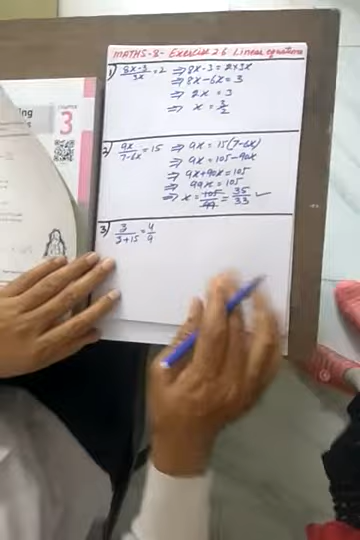 MATHS-8- Exercise 2.6 Linear equations
1) 8x-3/3x = 2 ⇒ 8x-3 = 2×3x
⇒ 8x-6x = 3
⇒ 2x = 3
⇒ x = 3/2
2) 9x/7-6x = 15 ⇒ 9x = 15(7-6x)
⇒ 9x = 105-90x
⇒ 9x+90x = 105
⇒ 99x = 105
⇒ x = 105/99 = 35/33 ✓
3) 3/3+15 = 4/9
CHAPTER
3